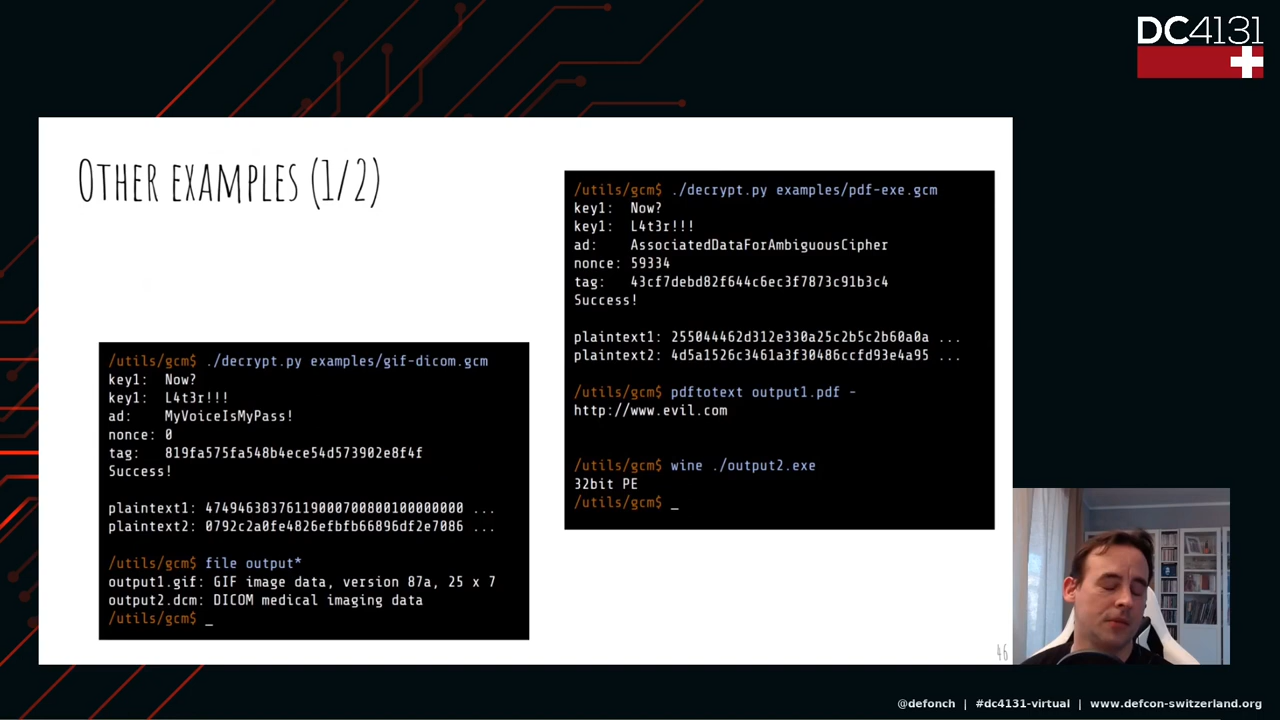 DC4131
OTHER EXAMPLES (1/2)
/utils/gcm$ ./decrypt.py examples/gif-dicom.gcm
key1: Now?
key1: L4t3r!!!
ad: MyVoiceIsMyPass!
nonce: 0
tag: 819fa575fa548b4ece54d573902e8f4f
Success!
plaintext1: 47494638376119000700800100000000 ...
plaintext2: 0792c2a0fe4826efbfb66896df2e7086 ...
/utils/gcm$ file output*
output1.gif: GIF image data, version 87a, 25 x 7
output2.dcm: DICOM medical imaging data
/utils/gcm$ _
/utils/gcm$ ./decrypt.py examples/pdf-exe.gcm
key1: Now?
key1: L4t3r!!!
ad: AssociatedDataForAmbiguousCipher
nonce: 59334
tag: 43cf7debd82f644c6ec3f7873c91b3c4
Success!
plaintext1: 255044462d312e330a25c2b5c2b60a0a ...
plaintext2: 4d5a1526c3461a3f30486ccfd93e4a95 ...
/utils/gcm$ pdftotext output1.pdf -
http://www.evil.com
/utils/gcm$ wine ./output2.exe
32bit PE
/utils/gcm$ _
46
@defonch | #dc4131-virtual | www.defcon-switzerland.org